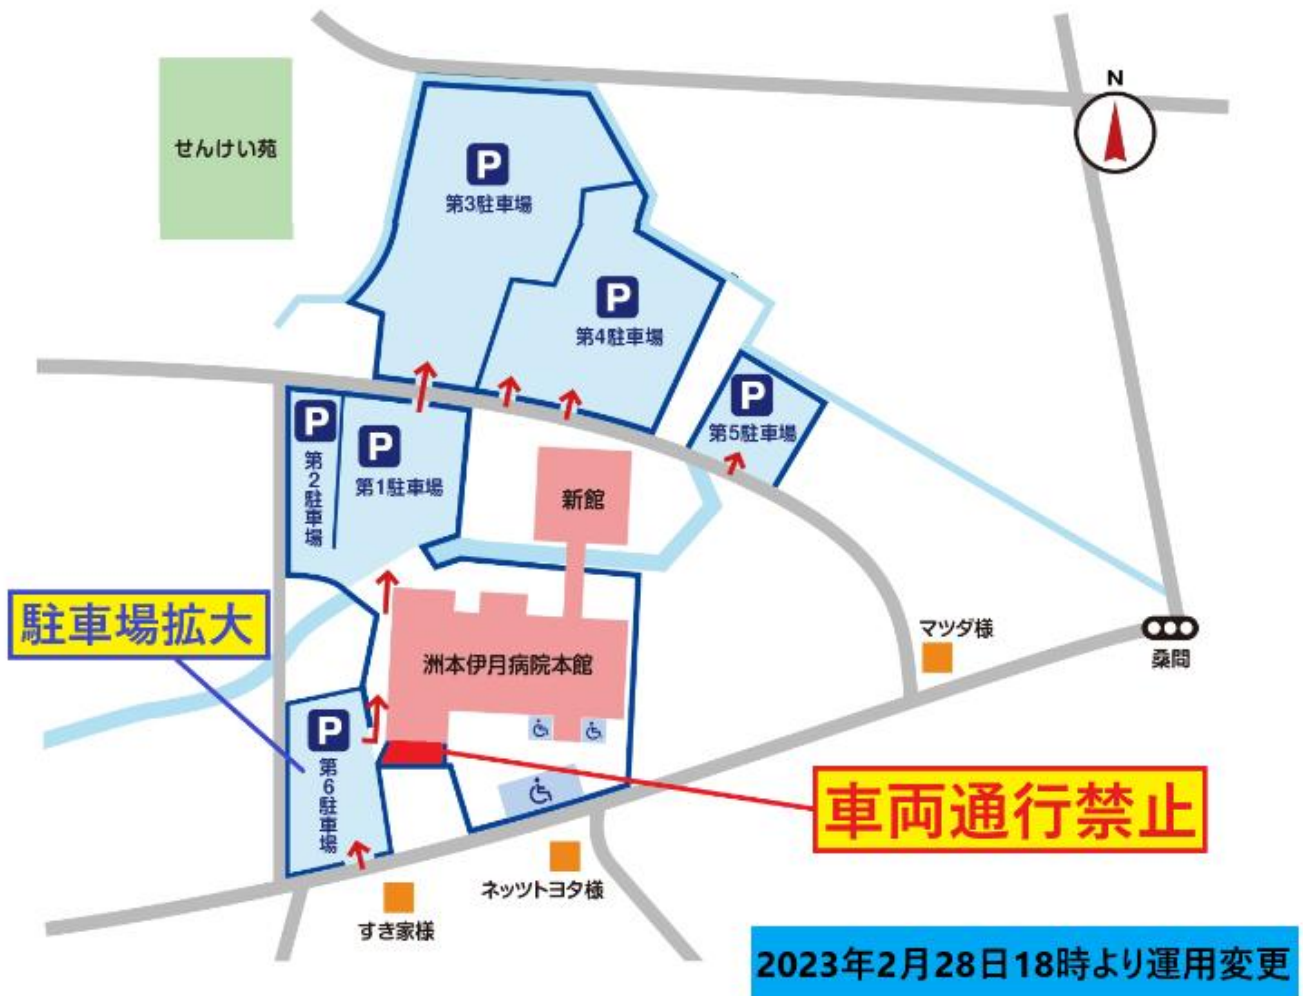 N
せんけい苑
P
第3駐車場
P
第4駐車場
P
第5駐車場
P
第2駐車場
P
第1駐車場
新館
駐車場拡大
洲本伊月病院本館
マツダ様
桑間
P
第6駐車場
車両通行禁止
ネッツトヨタ様
すき家様
2023年2月28日18時より運用変更